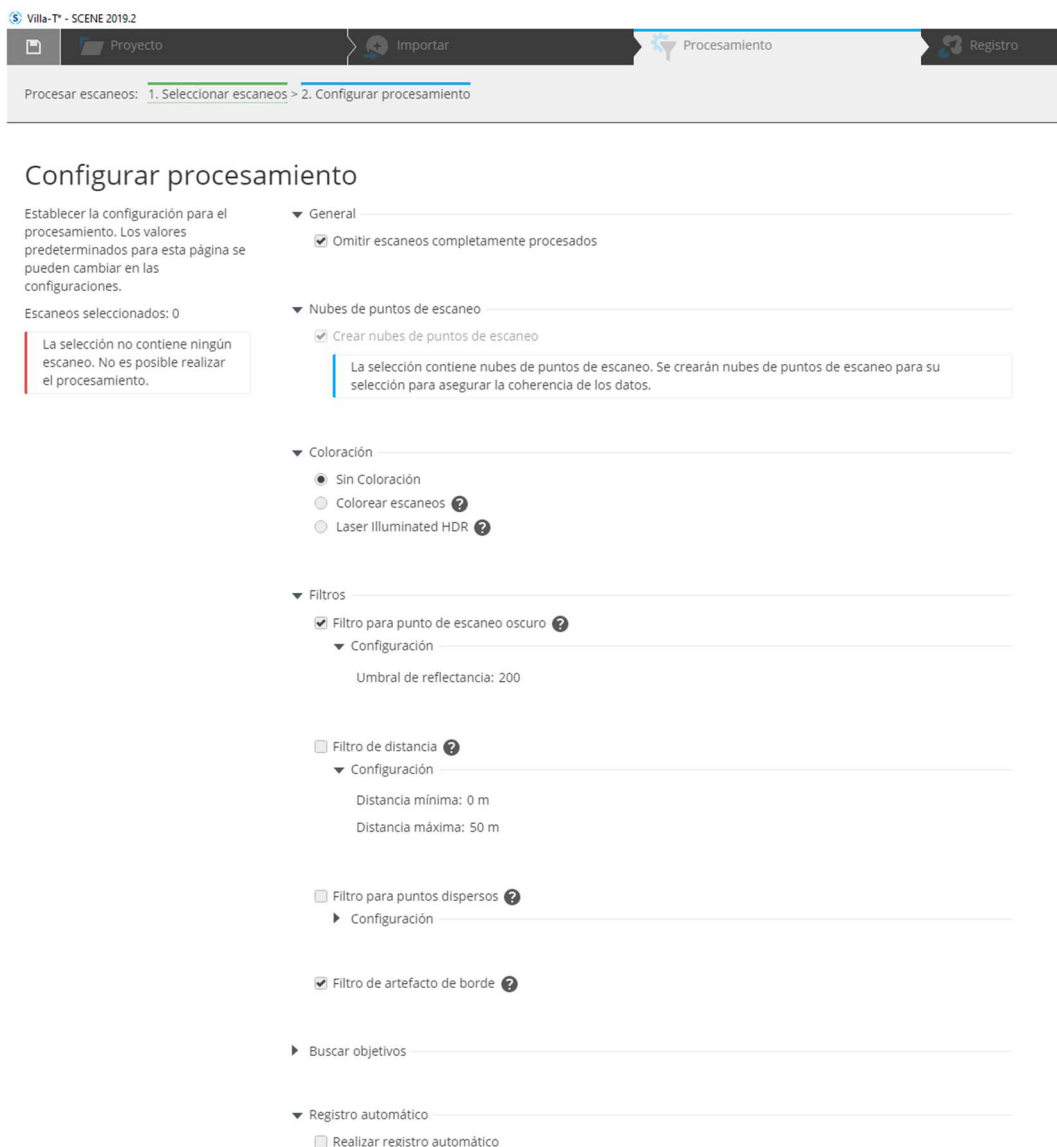 Villa-T* - SCENE 2019.2
Proyecto
Importar
Procesamiento
Registro
Procesar escaneos: 1. Seleccionar escaneos > 2. Configurar procesamiento
Configurar procesamiento
Establecer la configuración para el
procesamiento. Los valores
predeterminados para esta página se
pueden cambiar en las
configuraciones.
Escaneos seleccionados: 0
La selección no contiene ningún
escaneo. No es posible realizar
el procesamiento.
General
Omitir escaneos completamente procesados
Nubes de puntos de escaneo
Crear nubes de puntos de escaneo
La selección contiene nubes de puntos de escaneo. Se crearán nubes de puntos de escaneo para su
selección para asegurar la coherencia de los datos.
Coloración
Sin Coloración
Colorear escaneos ?
Laser Illuminated HDR ?
Filtros
Filtro para punto de escaneo oscuro ?
Configuración
Umbral de reflectancia: 200
Filtro de distancia ?
Configuración
Distancia mínima: 0 m
Distancia máxima: 50 m
Filtro para puntos dispersos ?
Configuración
Filtro de artefacto de borde ?
Buscar objetivos
Registro automático
Realizar registro automático